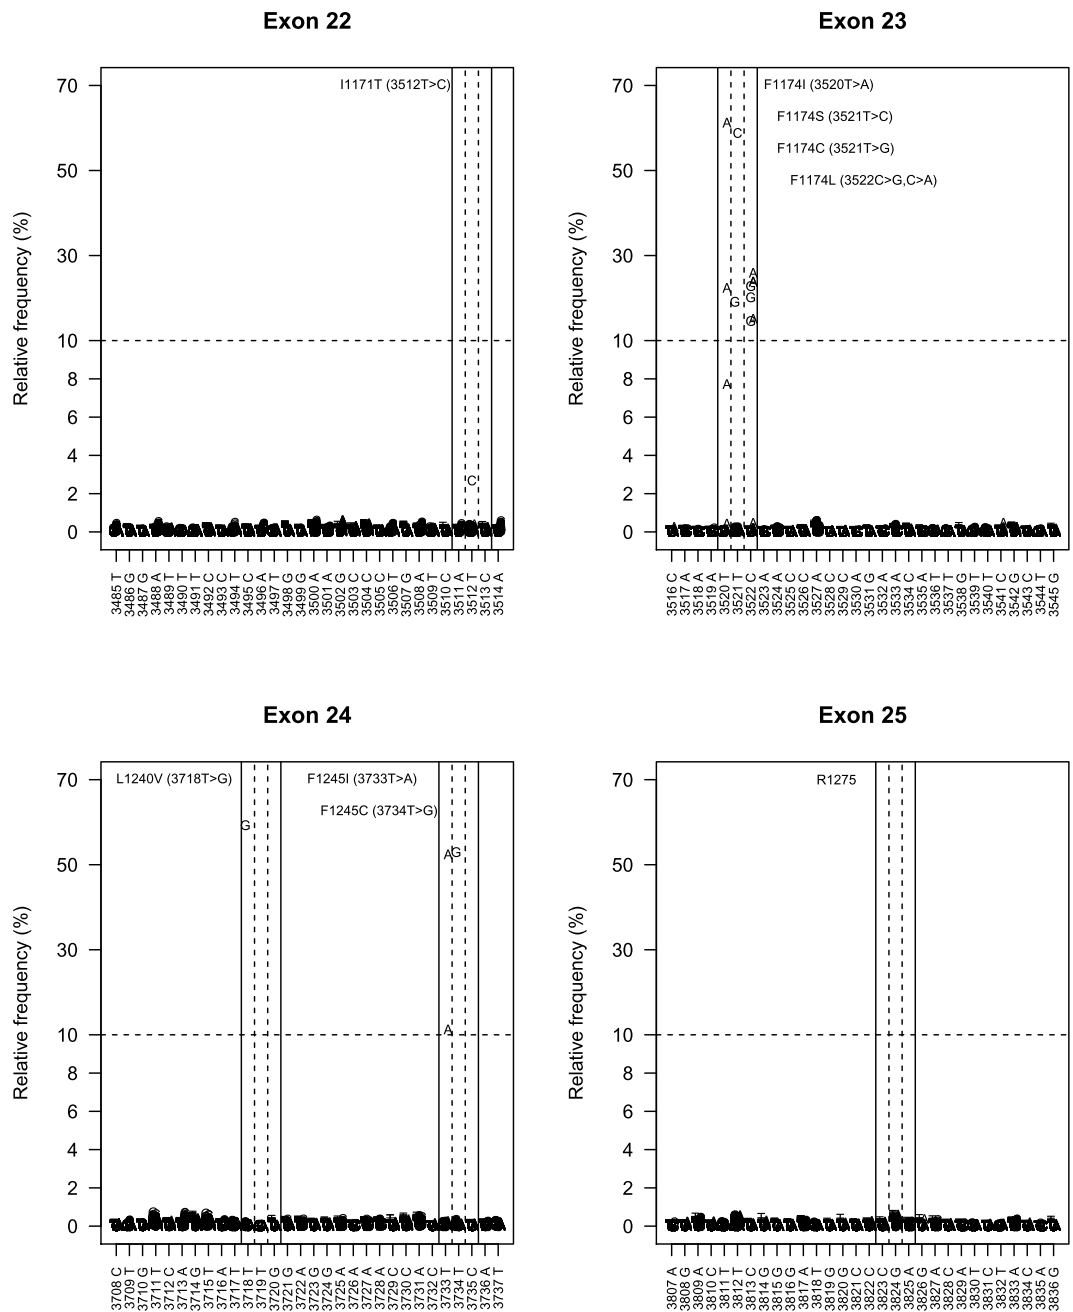 Exon 22
Relative frequency (%)
70
50
30
10
8
6
4
2
0
I1171T (3512T>C)
C
3485 T
3486 G
3487 G
3488 A
3489 T
3490 T
3491 T
3492 C
3493 C
3494 T
3495 C
3496 A
3497 T
3498 G
3499 G
3500 A
3501 A
3502 G
3503 C
3504 C
3505 C
3506 T
3507 G
3508 A
3509 T
3510 C
3511 A
3512 T
3513 C
3514 A
Exon 23
Relative frequency (%)
70
50
30
10
8
6
4
2
0
F1174I (3520T>A)
F1174S (3521T>C)
F1174C (3521T>G)
F1174L (3522C>G,C>A)
A
C
A
G
A
A
G
G
G
A
A
A
A
A
3516 C
3517 A
3518 A
3519 A
3520 T
3521 T
3522 C
3523 A
3524 A
3525 C
3526 C
3527 A
3528 C
3529 C
3530 A
3531 G
3532 A
3533 A
3534 C
3535 A
3536 T
3537 T
3538 G
3539 T
3540 T
3541 C
3542 G
3543 C
3544 T
3545 G
Exon 24
Relative frequency (%)
70
50
30
10
8
6
4
2
0
L1240V (3718T>G)
F1245I (3733T>A)
F1245C (3734T>G)
G
A
G
A
3708 C
3709 T
3710 G
3711 T
3712 C
3713 A
3714 G
3715 T
3716 A
3717 T
3718 T
3719 T
3720 G
3721 G
3722 A
3723 G
3724 G
3725 A
3726 A
3727 A
3728 A
3729 C
3730 C
3731 A
3732 C
3733 T
3734 T
3735 C
3736 A
3737 T
Exon 25
Relative frequency (%)
70
50
30
10
8
6
4
2
0
R1275
3807 A
3808 G
3809 A
3810 C
3811 T
3812 T
3813 C
3814 G
3815 G
3816 G
3817 A
3818 T
3819 G
3820 G
3821 C
3822 C
3823 C
3824 G
3825 A
3826 G
3827 A
3828 C
3829 A
3830 T
3831 C
3832 T
3833 A
3834 C
3835 A
3836 G